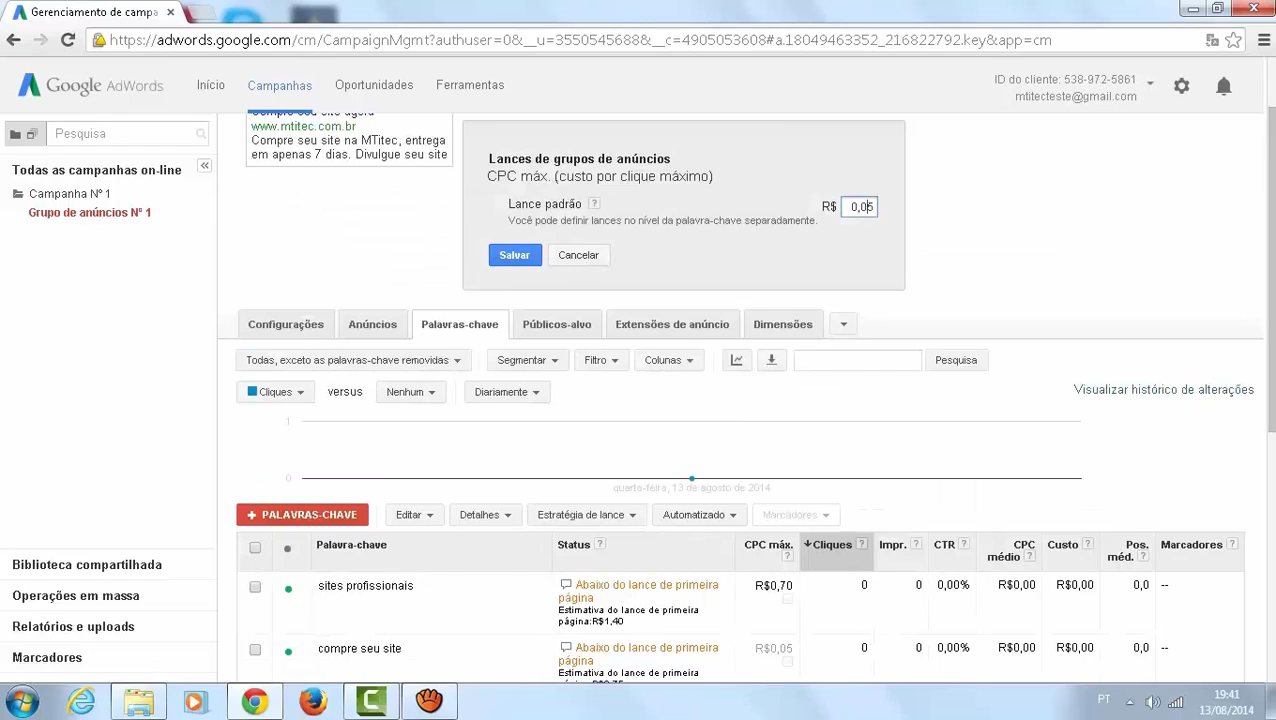 Gerenciamento de campa
https://adwords.google.com/cm/CampaignMgmt?authuser=0&__u=3550545688&__c=4905053608#a.18049463352_216822792.key&app=cm
Google AdWords
Início
Campanhas
Oportunidades
Ferramentas
ID do cliente: 538-972-5861
mtitecteste@gmail.com
Pesquisa
Todas as campanhas on-line
Campanha Nº 1
Grupo de anúncios Nº 1
Biblioteca compartilhada
Operações em massa
Relatórios e uploads
Marcadores
Compre seu site agora
www.mtitec.com.br
Compre seu site na MTitec, entrega
em apenas 7 dias. Divulgue seu site
Lances de grupos de anúncios
CPC máx. (custo por clique máximo)
Lance padrão ? R$ 0,05
Você pode definir lances no nível da palavra-chave separadamente.
Salvar Cancelar
Configurações Anúncios Palavras-chave Públicos-alvo Extensões de anúncio Dimensões
Todas, exceto as palavras-chave removidas Segmentar Filtro Colunas Pesquisa
Cliques versus Nenhum Diariamente Visualizar histórico de alterações
1
0
quarta-feira, 13 de agosto de 2014
+ PALAVRAS-CHAVE Editar Detalhes Estratégia de lance Automatizado Marcadores
Palavra-chave Status ? CPC máx. ? Cliques ? Impr. ? CTR ? CPC médio ? Custo ? Pos. méd. ? Marcadores ?
sites profissionais Abaixo do lance de primeira R$0,70 0 0 0,00% R$0,00 R$0,00 0,0 --
página
Estimativa do lance de primeira
página:R$1,40
compre seu site Abaixo do lance de primeira R$0,05 0 0 0,00% R$0,00 R$0,00 0,0 --
página
Estimativa do lance de primeira
PT
19:41
13/08/2014